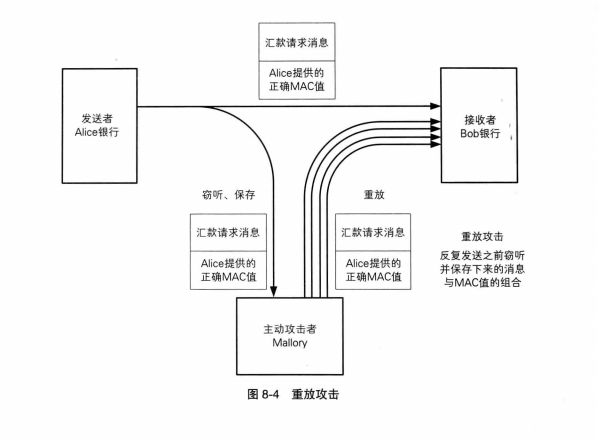 汇款请求消息
Alice提供的
正确MAC值
发送者
Alice银行
接收者
Bob银行
窃听、保存
重放
汇款请求消息
Alice提供的
正确MAC值
汇款请求消息
Alice提供的
正确MAC值
重放攻击
反复发送之前窃听
并保存下来的消息
与MAC值的组合
主动攻击者
Mallory
图 8-4 重放攻击